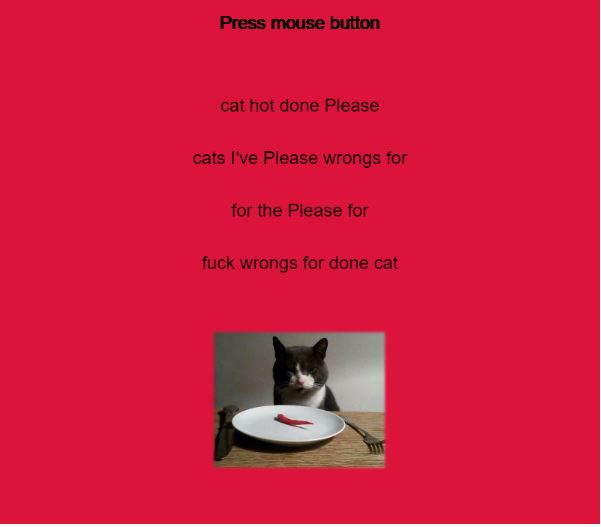 Press mouse button
cat hot done Please
cats I've Please wrongs for
for the Please for
fuck wrongs for done cat